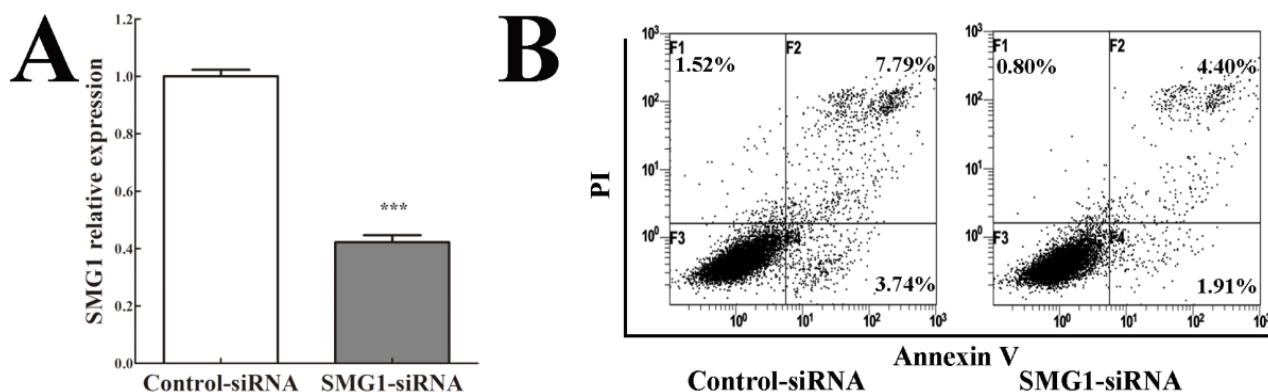 A
SMG1 relative expression
1.2
1.0
0.8
0.6
0.4
0.2
0.0
***
Control-siRNA SMG1-siRNA
B
PI
10³
10²
10¹
10⁰
F1 F2
1.52% 7.79%
F3 F4
3.74%
10⁰ 10¹ 10² 10³
10³
10²
10¹
10⁰
F1 F2
0.80% 4.40%
F3 F4
1.91%
10⁰ 10¹ 10² 10³
Annexin V
Control-siRNA SMG1-siRNA